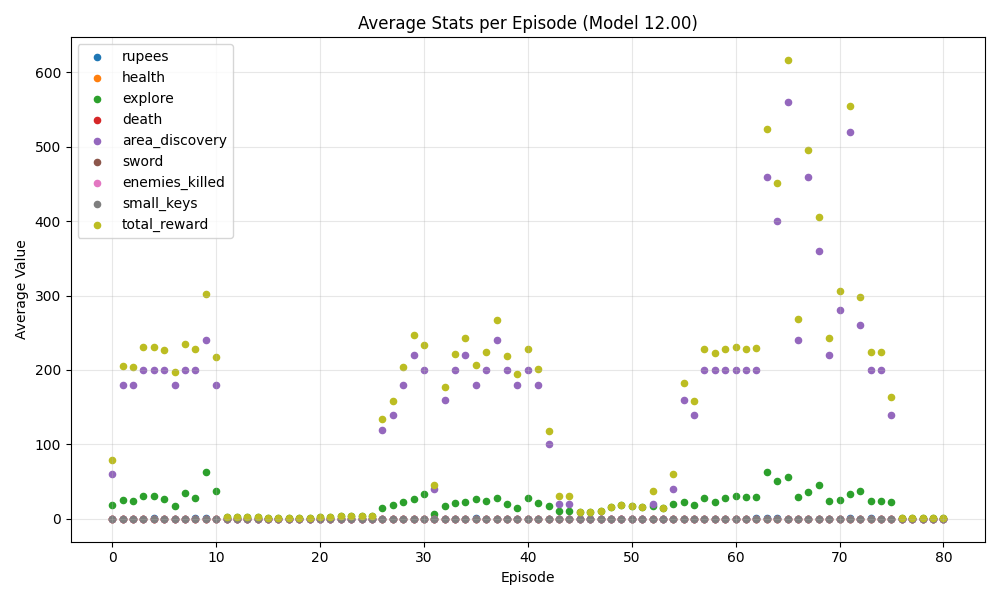 Average Stats per Episode (Model 12.00)
rupees
health
explore
death
area_discovery
sword
enemies_killed
small_keys
total_reward
Average Value
600
500
400
300
200
100
0
0 10 20 30 40 50 60 70 80
Episode